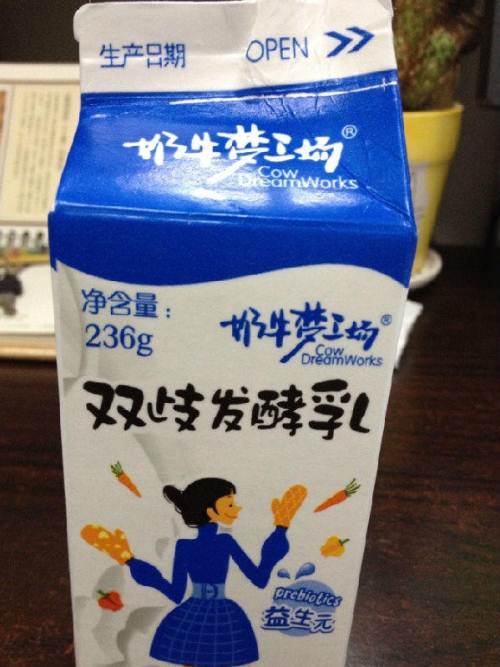 生产日期 OPEN >>
奶牛梦工场®
Cow
DreamWorks
净含量：
236g
奶牛梦工场®
Cow
DreamWorks
双歧发酵乳
prebiotics
益生元